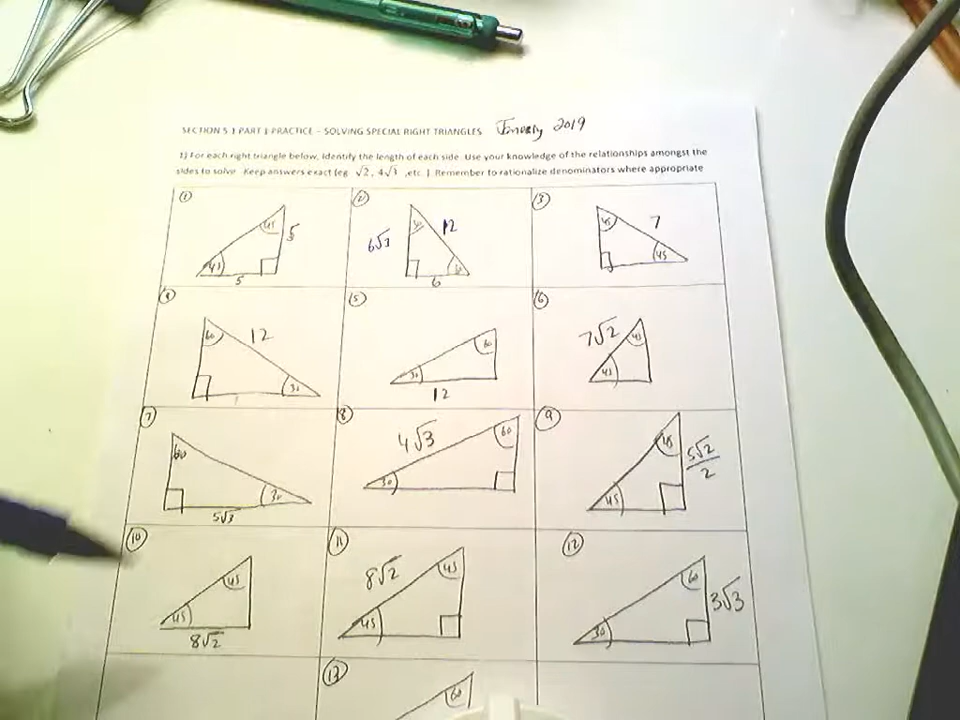 SECTION 5.1 PART 1 PRACTICE – SOLVING SPECIAL RIGHT TRIANGLES January 2019
1) For each right triangle below, identify the length of each side. Use your knowledge of the relationships amongst the
sides to solve. Keep answers exact (eg. √2, 4√3, etc.) Remember to rationalize denominators where appropriate
① 45 45 5 5
② 6√3 30 12 60 6
③ 45 7 45
④ 60 12 30
⑤ 30 60 12
⑥ 7√2 45 45
⑦ 60 30 5√3
⑧ 4√3 60 30
⑨ 45 45 5√2/2
⑩ 45 45 8√2
⑪ 8√2 45 45
⑫ 60 30 3√3
⑬ 60